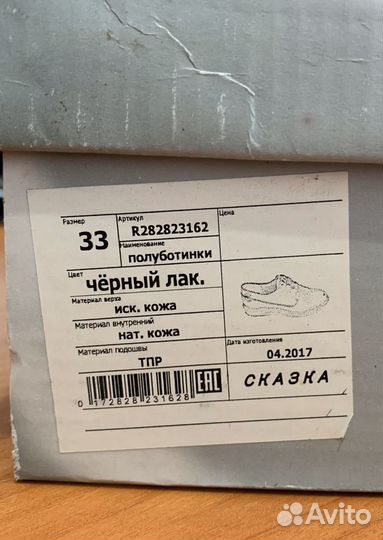 Размер
33
Артикул
R282823162
Наименование
полуботинки
Цена
Цвет
чёрный лак.
Материал верха
иск. кожа
Материал внутренний
нат. кожа
Материал подошвы
ТПР
Дата изготовления
04.2017
0 172828 231628
ЕАС
СКАЗКА
Avito